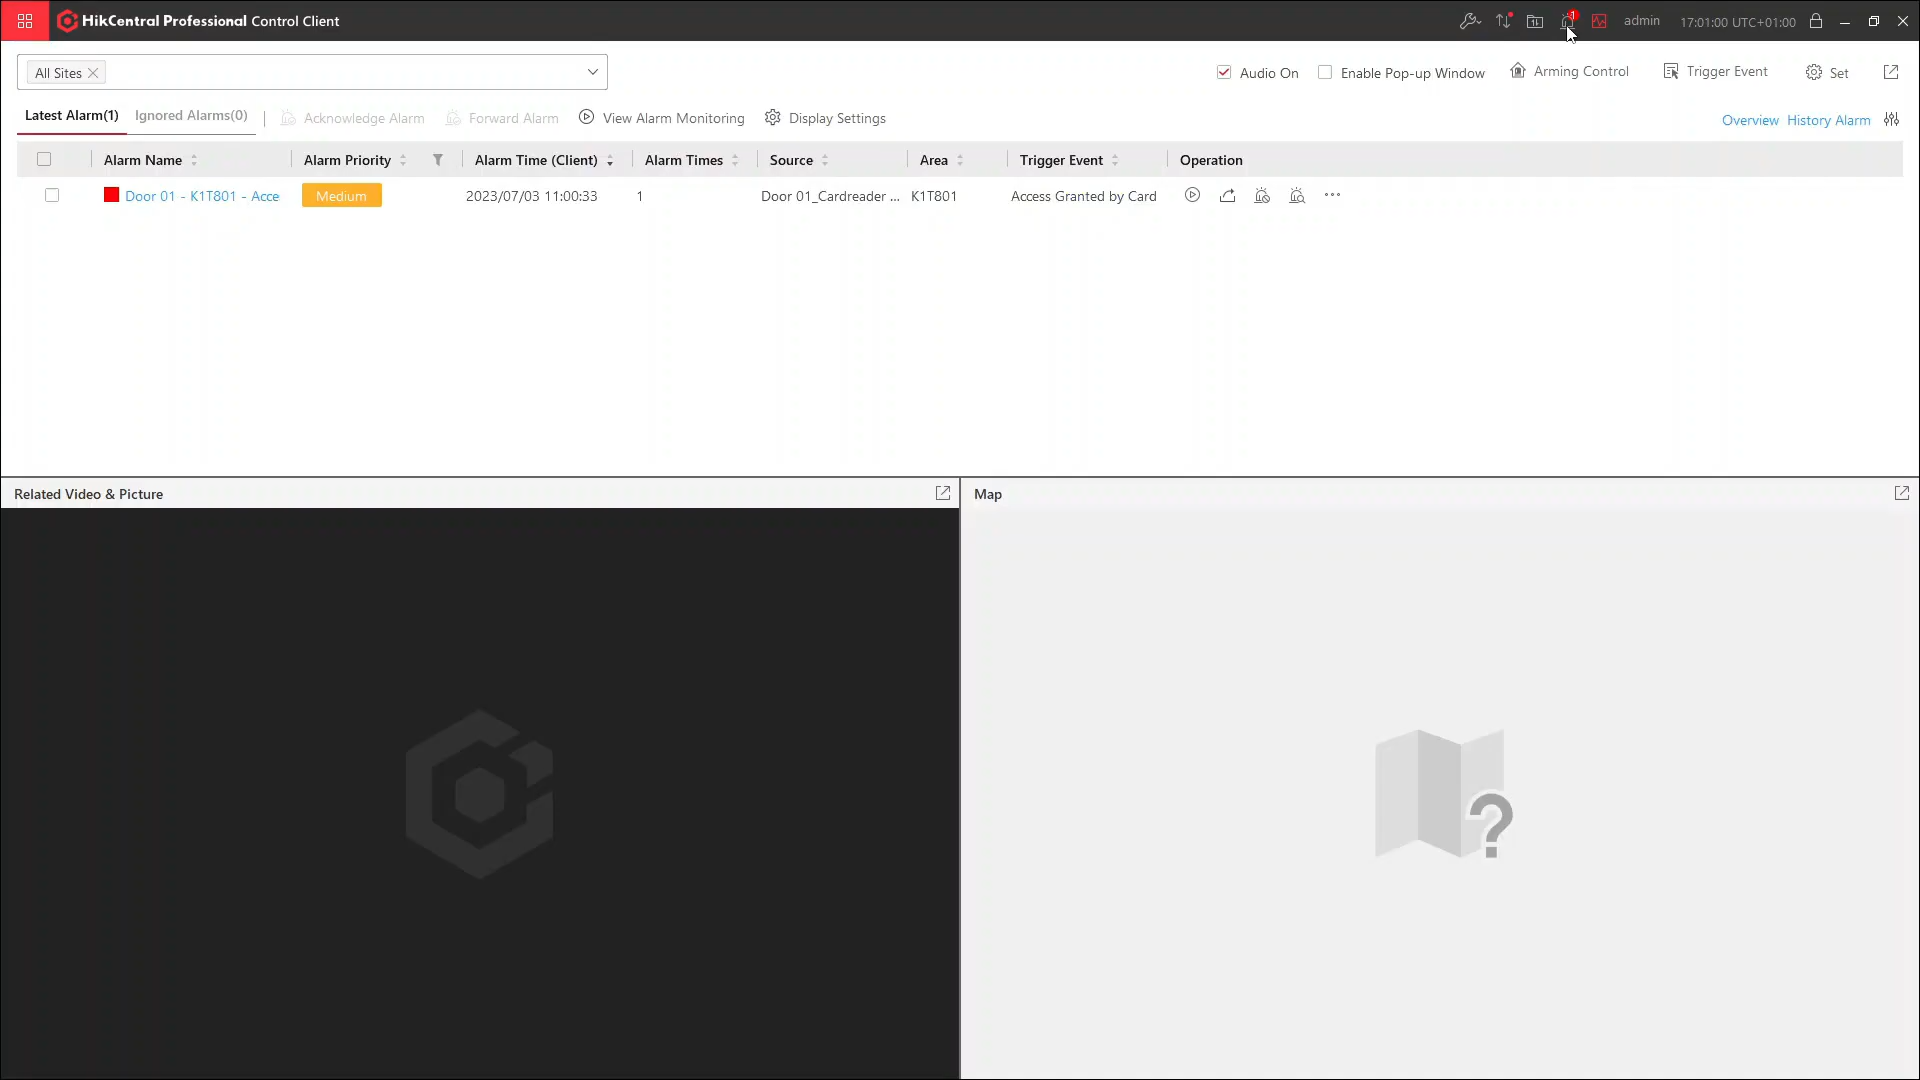 HikCentral Professional Control Client
1
admin
17:01:00 UTC+01:00
All Sites
Audio On
Enable Pop-up Window
Arming Control
Trigger Event
Set
Latest Alarm(1)
Ignored Alarms(0)
Acknowledge Alarm
Forward Alarm
View Alarm Monitoring
Display Settings
Overview
History Alarm
Alarm Name
Alarm Priority
Alarm Time (Client)
Alarm Times
Source
Area
Trigger Event
Operation
Door 01 - K1T801 - Acce
Medium
2023/07/03 11:00:33
1
Door 01_Cardreader ...
K1T801
Access Granted by Card
Related Video & Picture
Map